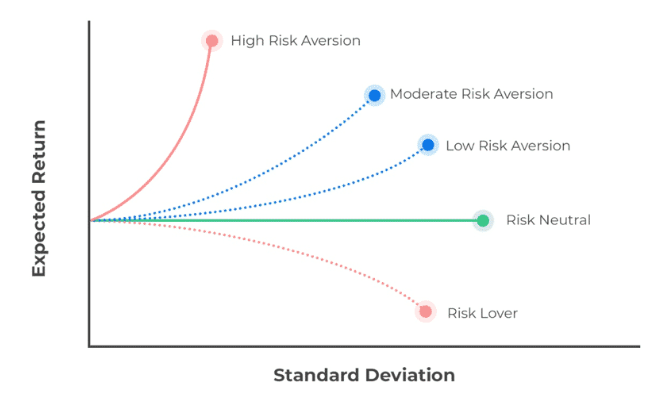 High Risk Aversion
Moderate Risk Aversion
Low Risk Aversion
Risk Neutral
Risk Lover
Expected Return
Standard Deviation